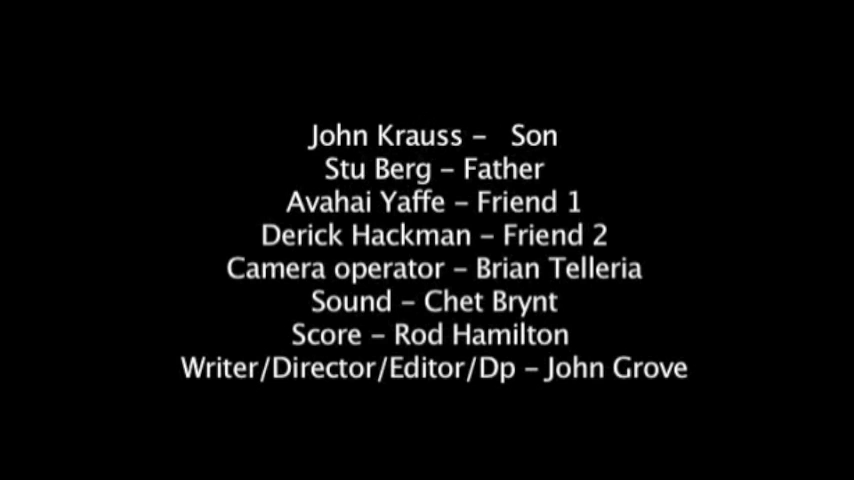 John Krauss – Son
Stu Berg – Father
Avahai Yaffe – Friend 1
Derick Hackman – Friend 2
Camera operator – Brian Telleria
Sound – Chet Brynt
Score – Rod Hamilton
Writer/Director/Editor/Dp – John Grove